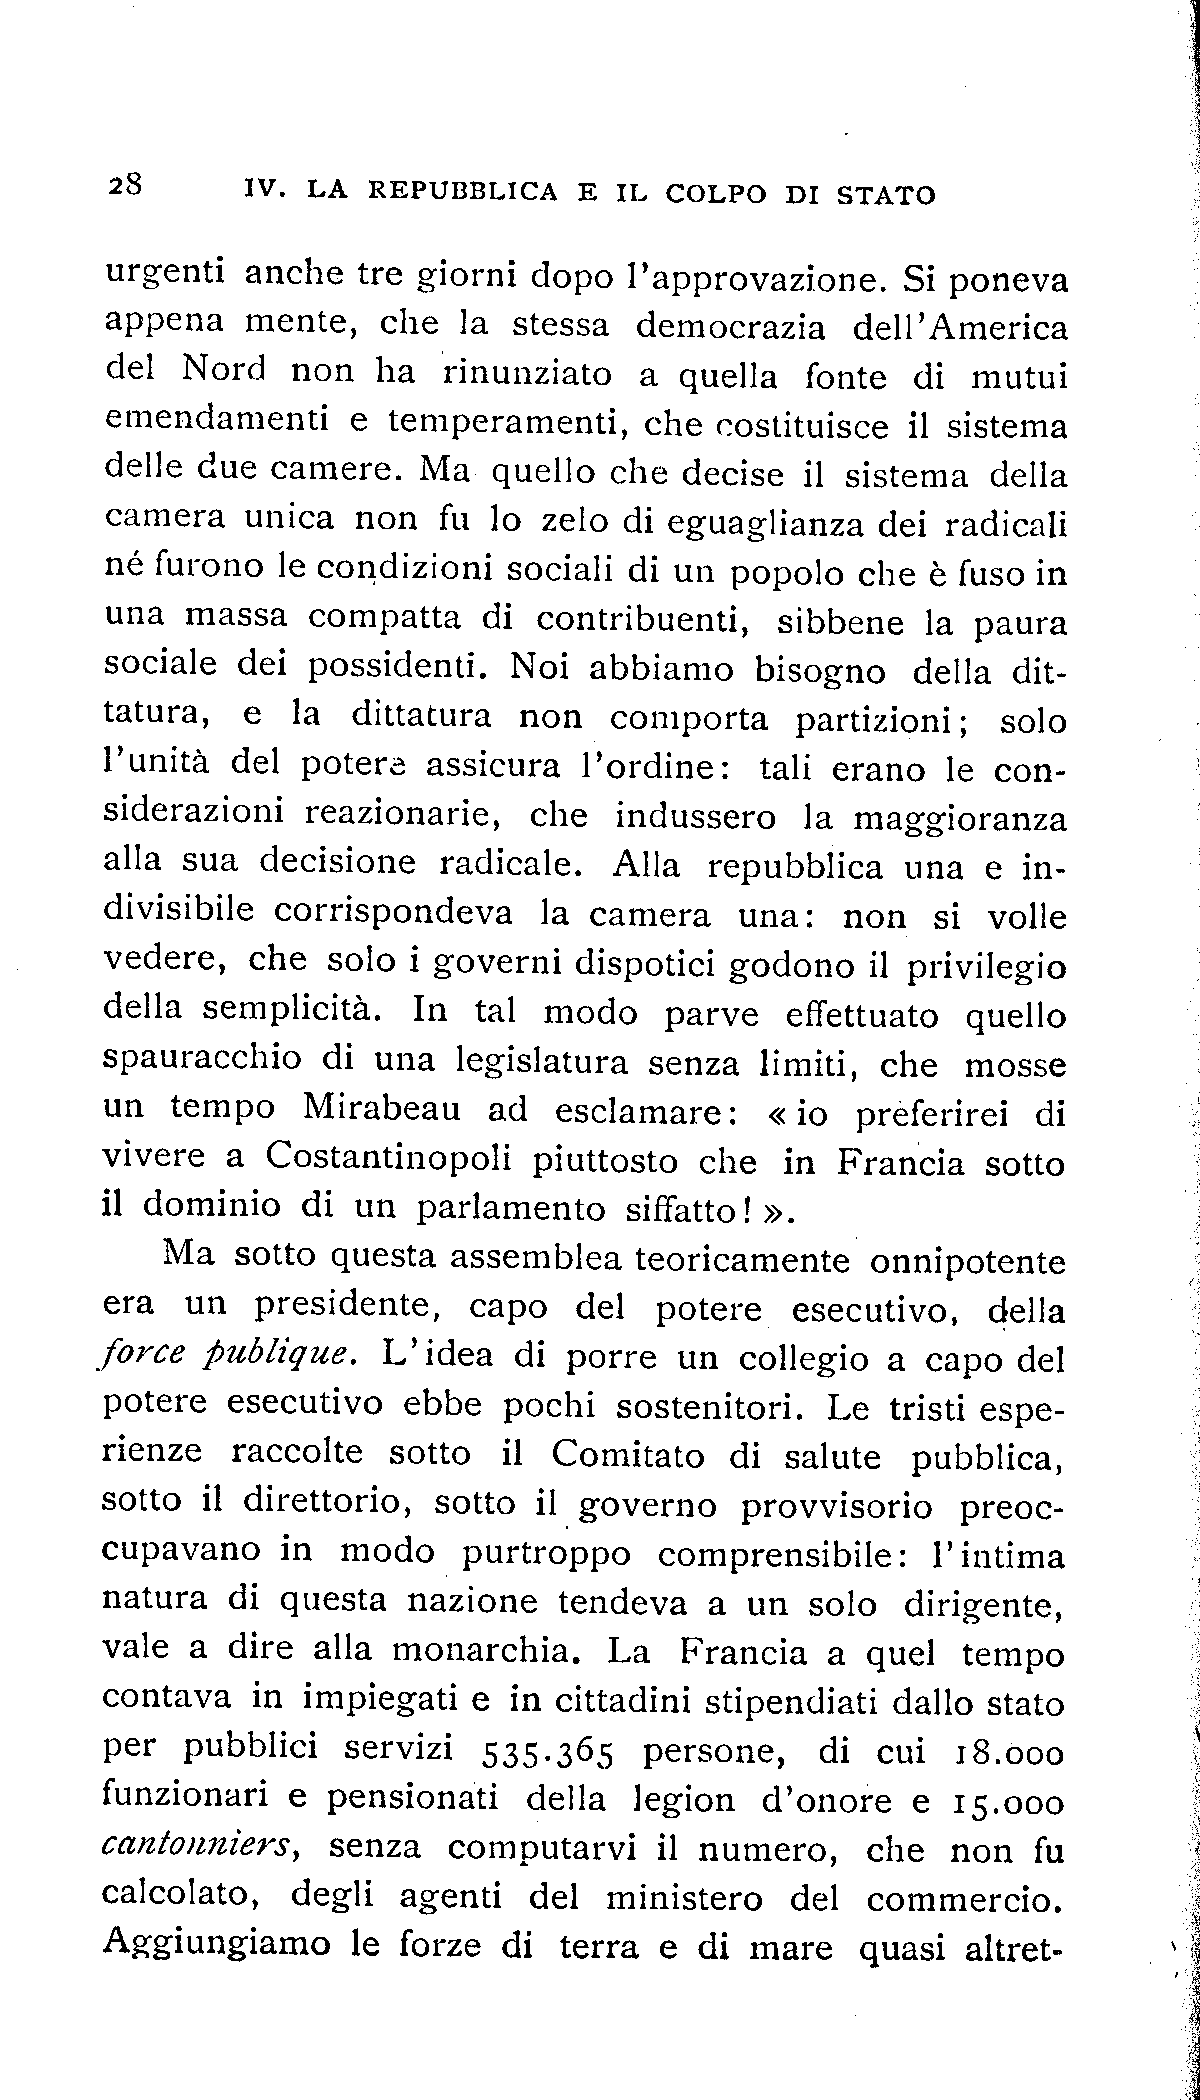 28 IV. LA REPUBBLICA E IL COLPO DI STATO
urgenti anche tre giorni dopo l'approvazione. Si poneva
appena mente, che la stessa democrazia dell'America
del Nord non ha rinunziato a quella fonte di mutui
emendamenti e temperamenti, che costituisce il sistema
delle due camere. Ma quello che decise il sistema della
camera unica non fu lo zelo di eguaglianza dei radicali
né furono le condizioni sociali di un popolo che è fuso in
una massa compatta di contribuenti, sibbene la paura
sociale dei possidenti. Noi abbiamo bisogno della dit-
tatura, e la dittatura non comporta partizioni; solo
l'unità del potere assicura l'ordine: tali erano le con-
siderazioni reazionarie, che indussero la maggioranza
alla sua decisione radicale. Alla repubblica una e in-
divisibile corrispondeva la camera una: non si volle
vedere, che solo i governi dispotici godono il privilegio
della semplicità. In tal modo parve effettuato quello
spauracchio di una legislatura senza limiti, che mosse
un tempo Mirabeau ad esclamare: « io preferirei di
vivere a Costantinopoli piuttosto che in Francia sotto
il dominio di un parlamento siffatto! ».
Ma sotto questa assemblea teoricamente onnipotente
era un presidente, capo del potere esecutivo, della
force publique. L'idea di porre un collegio a capo del
potere esecutivo ebbe pochi sostenitori. Le tristi espe-
rienze raccolte sotto il Comitato di salute pubblica,
sotto il direttorio, sotto il governo provvisorio preoc-
cupavano in modo purtroppo comprensibile: l'intima
natura di questa nazione tendeva a un solo dirigente,
vale a dire alla monarchia. La Francia a quel tempo
contava in impiegati e in cittadini stipendiati dallo stato
per pubblici servizi 535.365 persone, di cui 18.000
funzionari e pensionati della legion d'onore e 15.000
cantonniers, senza computarvi il numero, che non fu
calcolato, degli agenti del ministero del commercio.
Aggiungiamo le forze di terra e di mare quasi altret-